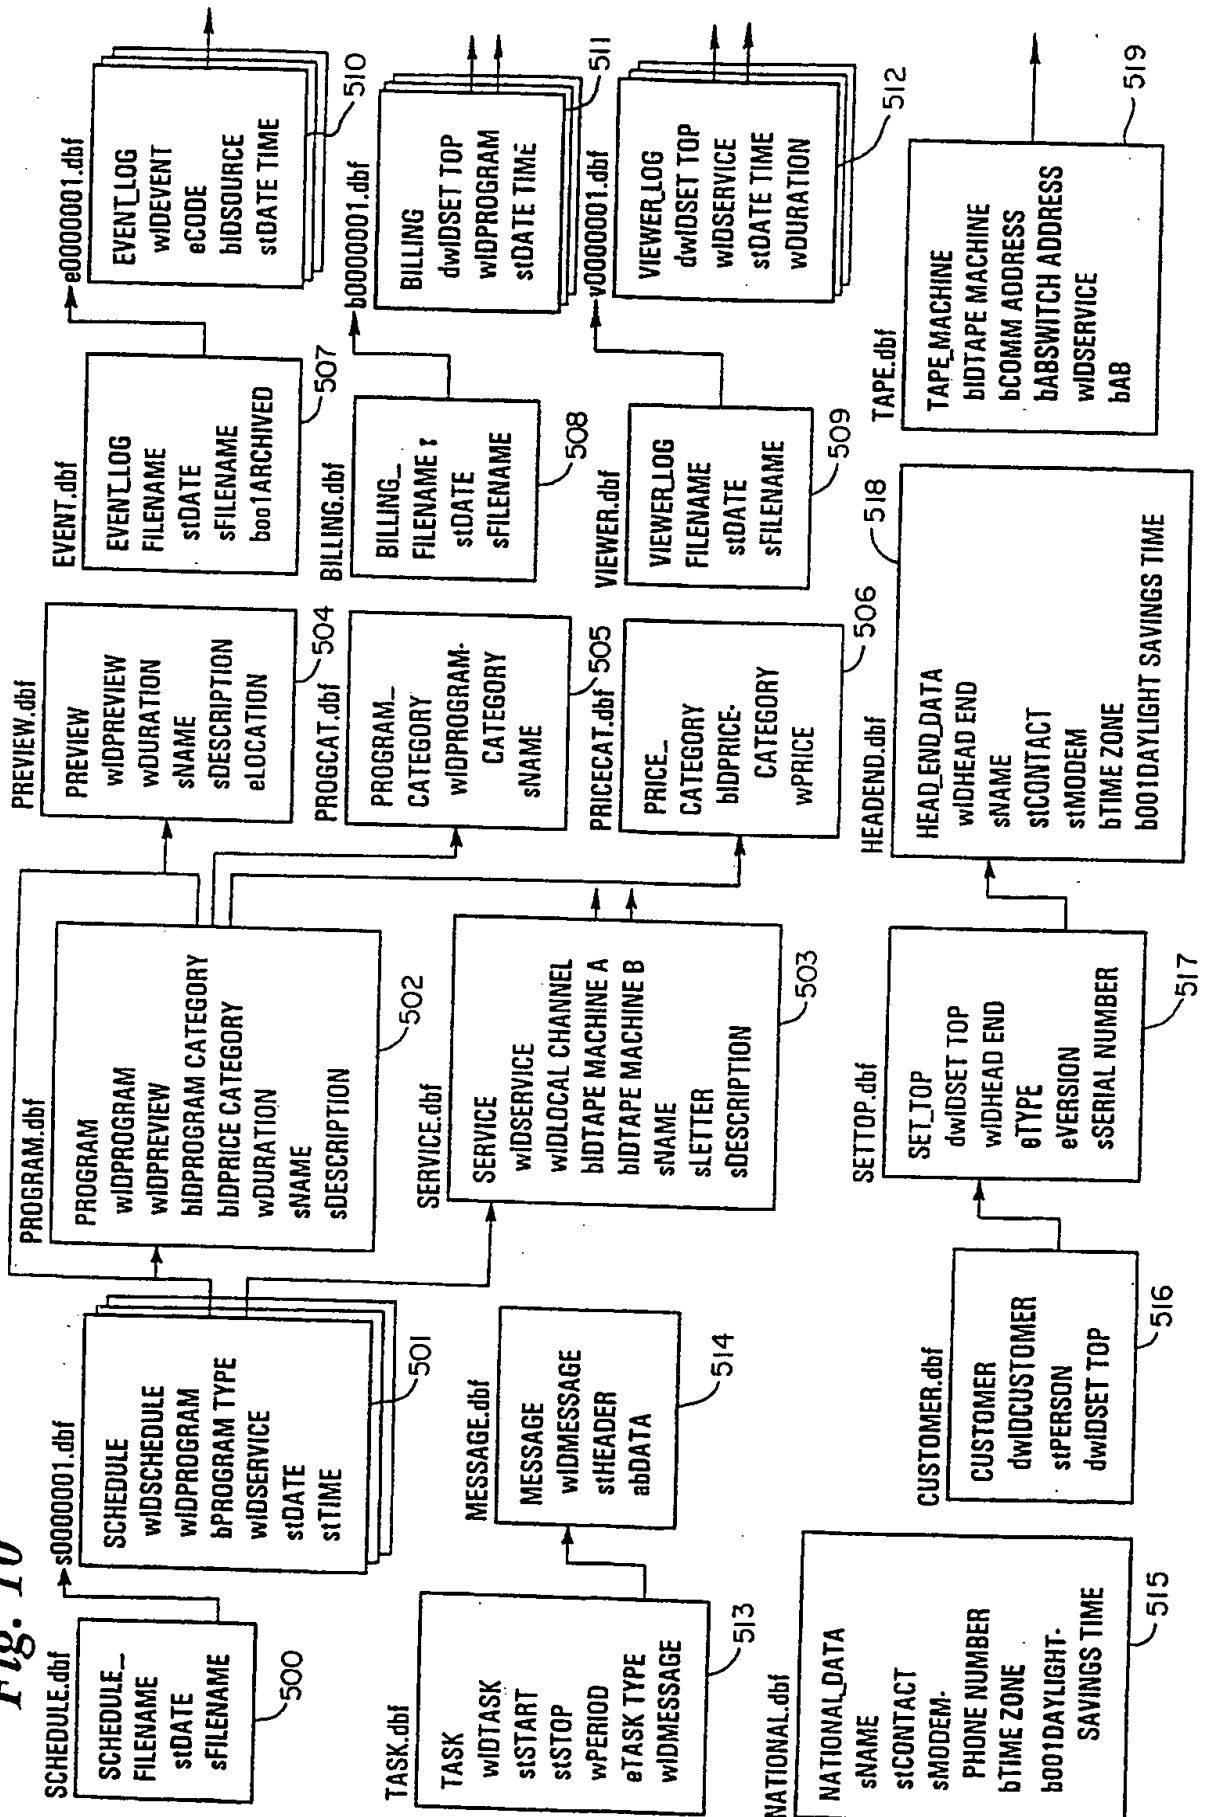 Fig. 10
SCHEDULE.dbf
SCHEDULE_
FILENAME
stDATE
sFILENAME
500
s0000001.dbf
SCHEDULE
wIDSCHEDULE
wIDPROGRAM
bPROGRAM TYPE
wIDSERVICE
stDATE
stTIME
501
PROGRAM.dbf
PROGRAM
wIDPROGRAM
wIDPREVIEW
bIDPROGRAM CATEGORY
bIDPRICE CATEGORY
wDURATION
sNAME
sDESCRIPTION
502
SERVICE.dbf
SERVICE
wIDSERVICE
wIDLOCAL CHANNEL
bIDTAPE MACHINE A
bIDTAPE MACHINE B
sNAME
sLETTER
sDESCRIPTION
503
PREVIEW.dbf
PREVIEW
wIDPREVIEW
wDURATION
sNAME
sDESCRIPTION
eLOCATION
504
PROGCAT.dbf
PROGRAM_
CATEGORY
wIDPROGRAM-
CATEGORY
sNAME
505
PRICECAT.dbf
PRICE_
CATEGORY
bIDPRICE-
CATEGORY
wPRICE
506
EVENT.dbf
EVENT_LOG
FILENAME
stDATE
sFILENAME
boo1ARCHIVED
507
e0000001.dbf
EVENT_LOG
wIDEVENT
eCODE
bIDSOURCE
stDATE TIME
510
BILLING.dbf
BILLING_
FILENAME
stDATE
sFILENAME
508
b000001.dbf
BILLING
dwIDSET TOP
wIDPROGRAM
stDATE TIME
511
VIEWER.dbf
VIEWER_LOG
FILENAME
stDATE
sFILENAME
509
v0000001.dbf
VIEWER_LOG
dwIDSET TOP
wIDSERVICE
stDATE TIME
wDURATION
512
TASK.dbf
TASK
wIDTASK
stSTART
stSTOP
wPERIOD
eTASK TYPE
wIDMESSAGE
513
MESSAGE.dbf
MESSAGE
wIDMESSAGE
stHEADER
abDATA
514
NATIONAL.dbf
NATIONAL_DATA
sNAME
stCONTACT
sMODEM-
PHONE NUMBER
bTIME ZONE
b001DAYLIGHT-
SAVINGS TIME
515
CUSTOMER.dbf
CUSTOMER
dwIDCUSTOMER
stPERSON
dwIDSET TOP
516
SETTOP.dbf
SET_TOP
dwIDSET TOP
wIDHEAD END
eTYPE
eVERSION
sSERIAL NUMBER
517
HEADEND.dbf
HEAD_END_DATA
wIDHEAD END
sNAME
stCONTACT
stMODEM
bTIME ZONE
b001DAYLIGHT SAVINGS TIME
518
TAPE.dbf
TAPE_MACHINE
bIDTAPE MACHINE
bCOMM ADDRESS
bABSWITCH ADDRESS
wIDSERVICE
bAB
519